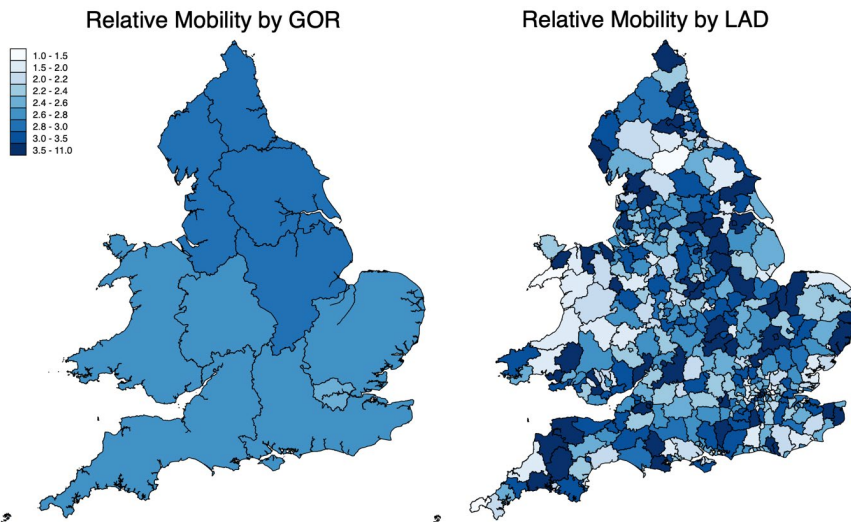 Relative Mobility by GOR
Relative Mobility by LAD
1.0 - 1.5
1.5 - 2.0
2.0 - 2.2
2.2 - 2.4
2.4 - 2.6
2.6 - 2.8
2.8 - 3.0
3.0 - 3.5
3.5 - 11.0